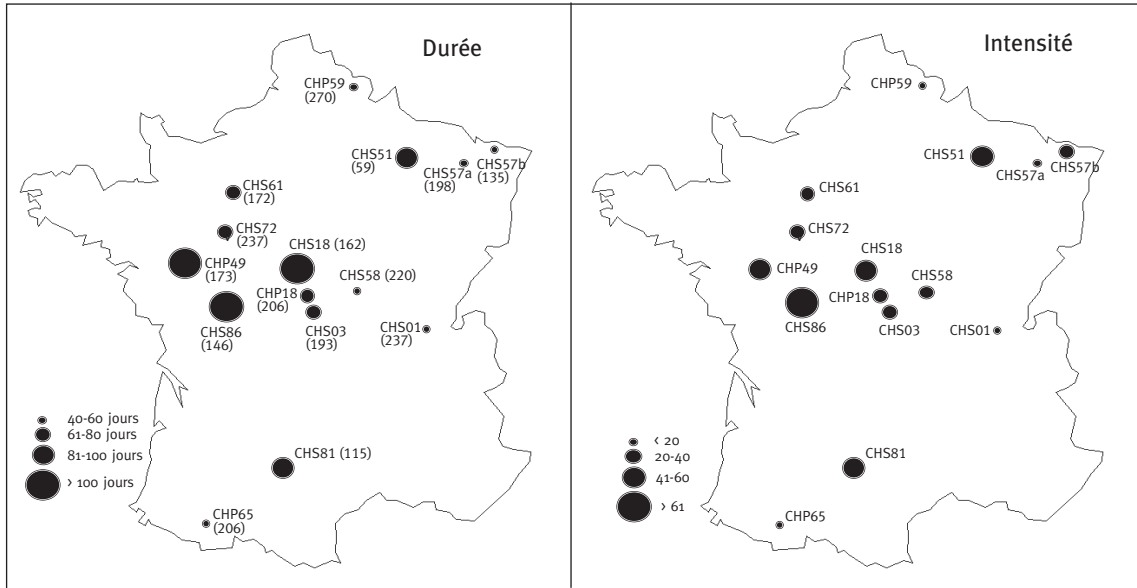 Durée
CHP59
(270)
CHS51
(59)
CHS57a
(198)
CHS57b
(135)
CHS61
(172)
CHS72
(237)
CHP49
(173)
CHS18 (162)
CHS58 (220)
CHP18
(206)
CHS86
(146)
CHS03
(193)
CHS01
(237)
40-60 jours
61-80 jours
81-100 jours
> 100 jours
CHS81 (115)
CHP65
(206)
Intensité
CHP59
CHS51
CHS57a
CHS57b
CHS61
CHS72
CHS18
CHP49
CHS58
CHP18
CHS86
CHS03
CHS01
< 20
20-40
41-60
> 61
CHS81
CHP65